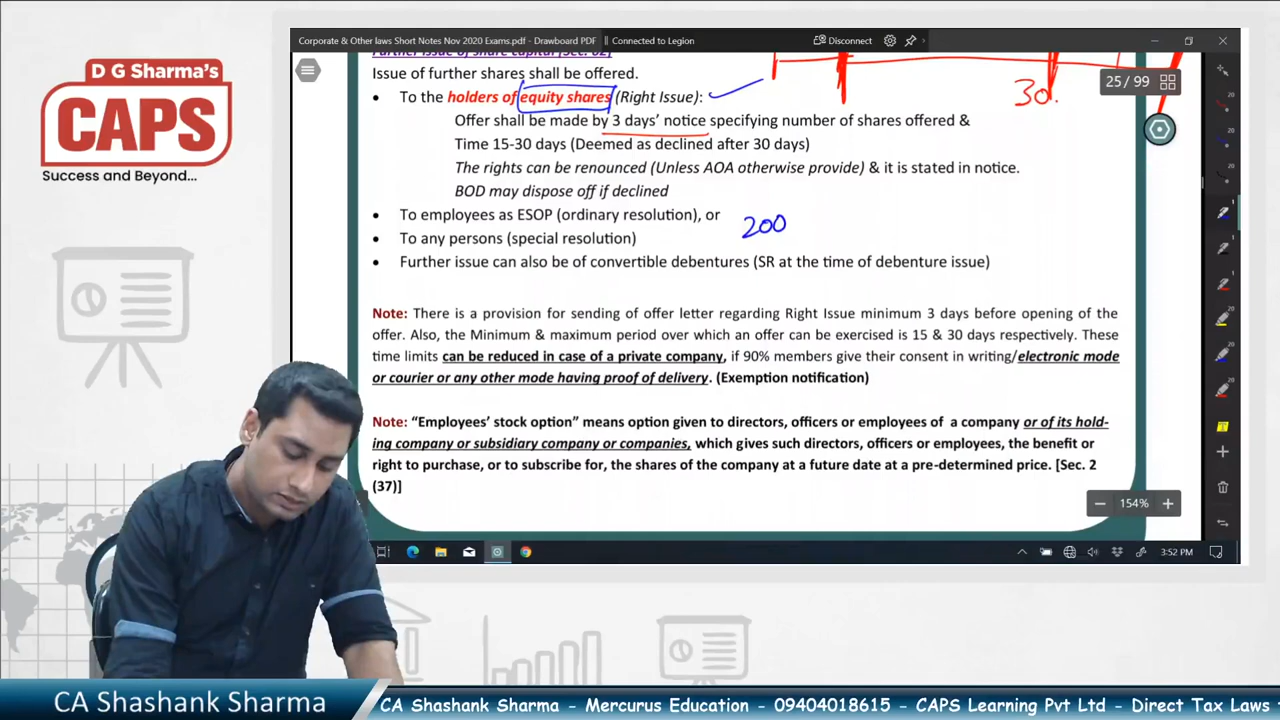 D G Sharma's
CAPS
Success and Beyond...
Corporate & Other laws Short Notes Nov 2020 Exams.pdf - Drawboard PDF
Connected to Legion
Disconnect
25 / 99
Further issue of share capital [Sec. 62]
Issue of further shares shall be offered.
• To the holders of equity shares (Right Issue):
30.
Offer shall be made by 3 days' notice specifying number of shares offered &
Time 15-30 days (Deemed as declined after 30 days)
The rights can be renounced (Unless AOA otherwise provide) & it is stated in notice.
BOD may dispose off if declined
• To employees as ESOP (ordinary resolution), or
200
• To any persons (special resolution)
• Further issue can also be of convertible debentures (SR at the time of debenture issue)
Note: There is a provision for sending of offer letter regarding Right Issue minimum 3 days before opening of the
offer. Also, the Minimum & maximum period over which an offer can be exercised is 15 & 30 days respectively. These
time limits can be reduced in case of a private company, if 90% members give their consent in writing/electronic mode
or courier or any other mode having proof of delivery. (Exemption notification)
Note: "Employees' stock option" means option given to directors, officers or employees of a company or of its hold-
ing company or subsidiary company or companies, which gives such directors, officers or employees, the benefit or
right to purchase, or to subscribe for, the shares of the company at a future date at a pre-determined price. [Sec. 2
(37)]
154%
3:52 PM
CA Shashank Sharma
CA Shashank Sharma - Mercurus Education - 09404018615 - CAPS Learning Pvt Ltd - Direct Tax Laws -